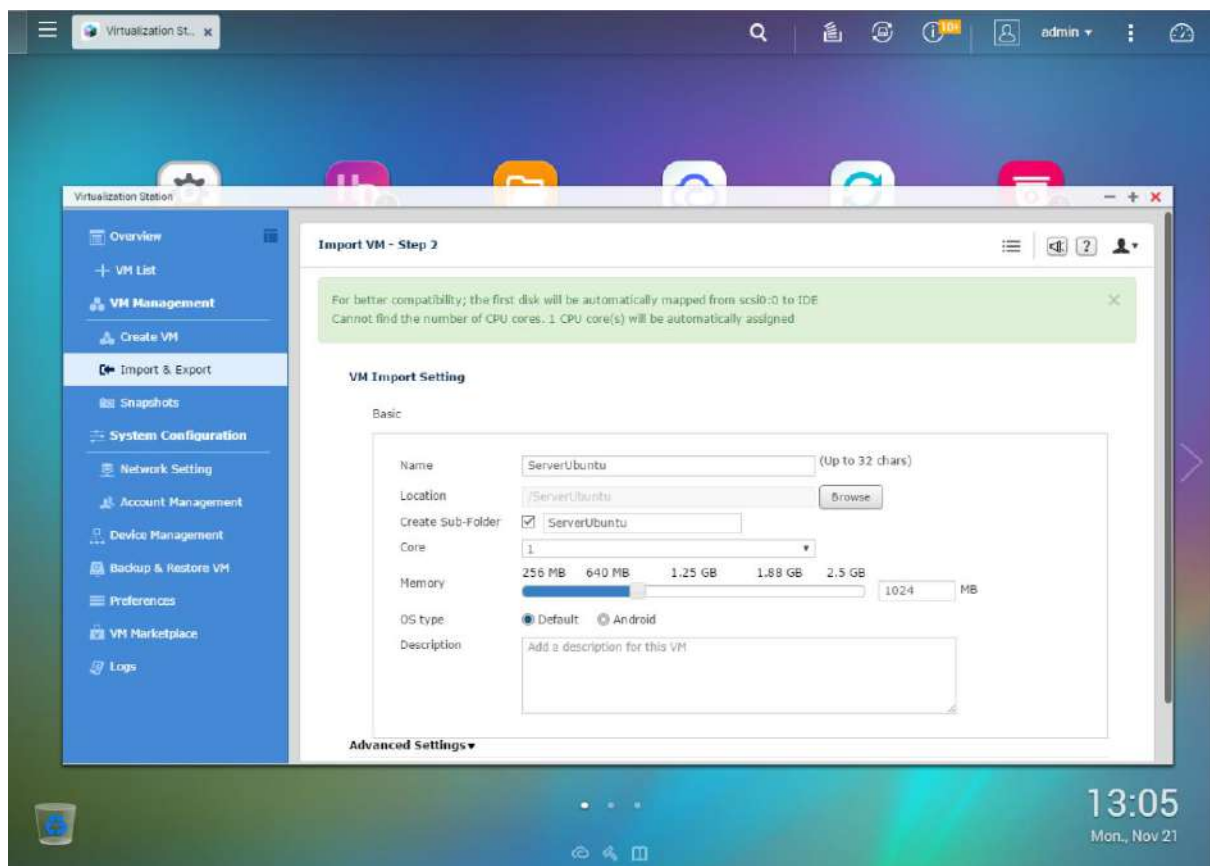 Virtualization St..
10+
admin
Virtualization Station
Overview
VM List
VM Management
Create VM
Import & Export
Snapshots
System Configuration
Network Setting
Account Management
Device Management
Backup & Restore VM
Preferences
VM Marketplace
Logs
Import VM - Step 2
?
For better compatibility; the first disk will be automatically mapped from scsi0:0 to IDE
Cannot find the number of CPU cores. 1 CPU core(s) will be automatically assigned
VM Import Setting
Basic
Name ServerUbuntu (Up to 32 chars)
Location /ServerUbuntu Browse
Create Sub-Folder ServerUbuntu
Core 1
256 MB 640 MB 1.25 GB 1.88 GB 2.5 GB
Memory 1024 MB
OS type Default Android
Description Add a description for this VM
Advanced Settings
13:05
Mon., Nov 21